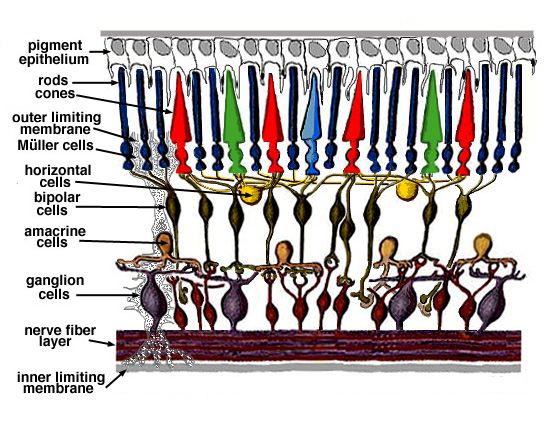 pigment
epithelium
rods
cones
outer limiting
membrane
Müller cells
horizontal
cells
bipolar
cells
amacrine
cells
ganglion
cells
nerve fiber
layer
inner limiting
membrane